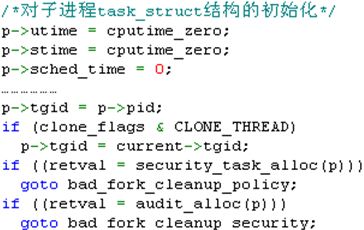 /*对子进程task_struct结构的初始化*/
p->utime = cputime_zero;
p->stime = cputime_zero;
p->sched_time = 0;
………………
p->tgid = p->pid;
if (clone_flags & CLONE_THREAD)
p->tgid = current->tgid;
if ((retval = security_task_alloc(p)))
goto bad_fork_cleanup_policy;
if ((retval = audit_alloc(p)))
goto bad fork cleanup security;